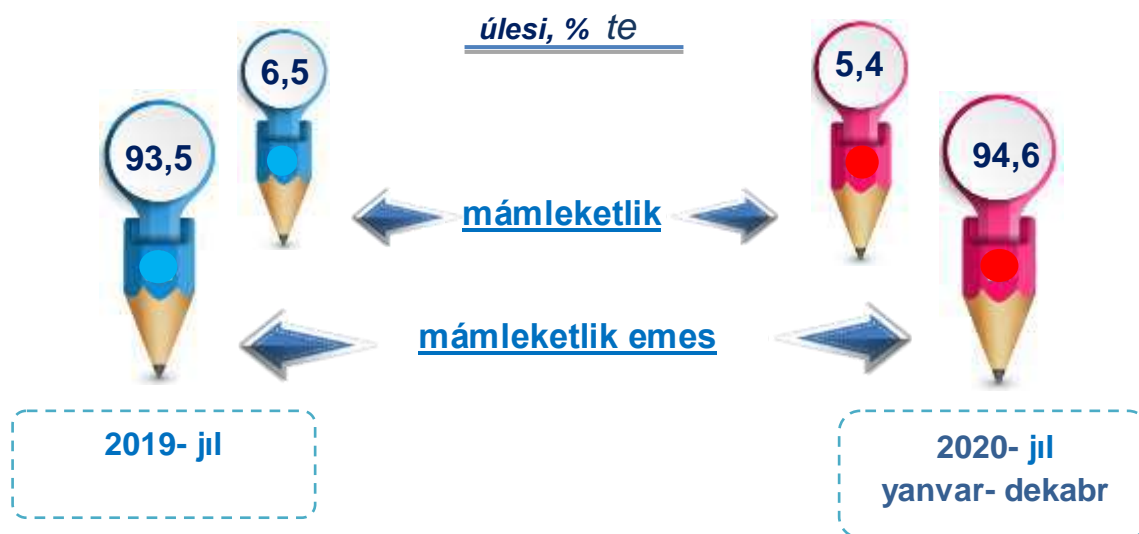 úlesi, % te
6,5
5,4
93,5
94,6
mámleketlik
mámleketlik emes
2019- jıl
2020- jıl
yanvar- dekabr